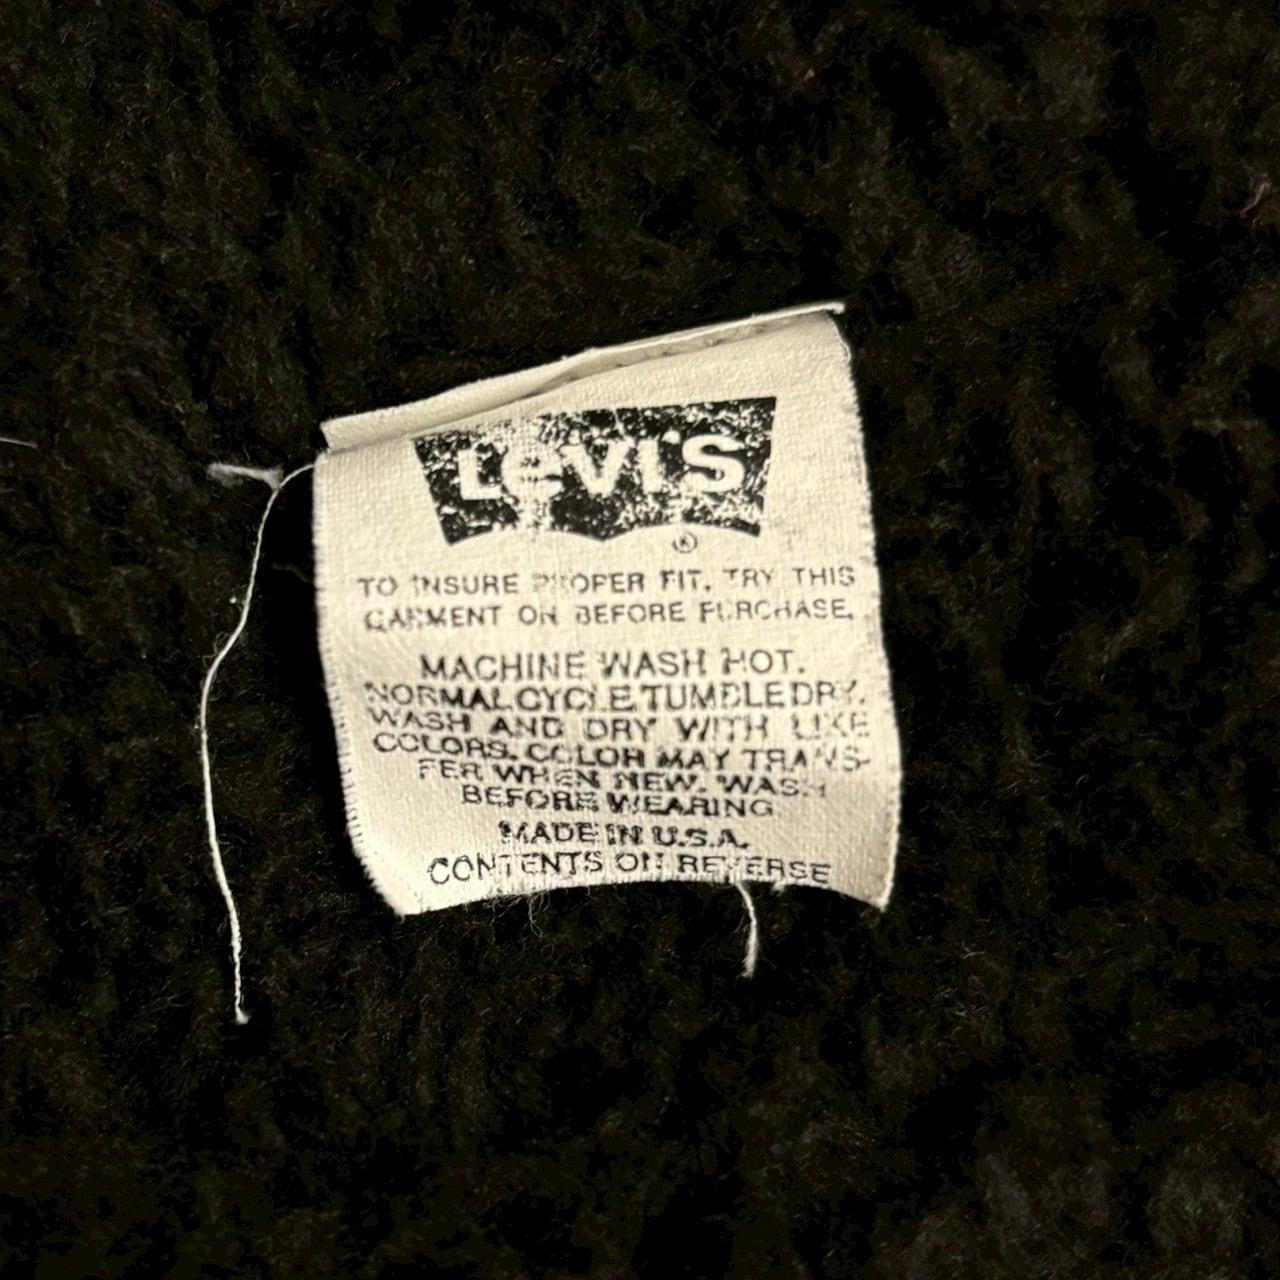 Levi's
®
TO INSURE PROPER FIT, TRY THIS
GARMENT ON BEFORE PURCHASE.
MACHINE WASH HOT.
NORMAL CYCLE TUMBLE DRY.
WASH AND DRY WITH LIKE
COLORS. COLOR MAY TRANS-
FER WHEN NEW. WASH
BEFORE WEARING
MADE IN U.S.A.
CONTENTS ON REVERSE